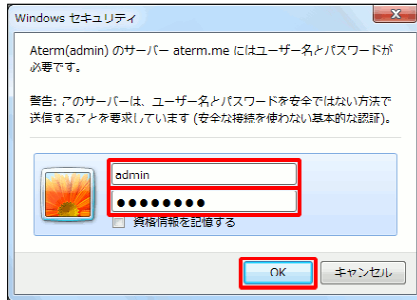 Windows セキュリティ
Aterm(admin) のサーバー aterm.me にはユーザー名とパスワードが
必要です。
警告: このサーバーは、ユーザー名とパスワードを安全ではない方法で
送信することを要求しています (安全な接続を使わない基本的な認証)。
admin
●●●●●●●●
資格情報を記憶する
OK キャンセル